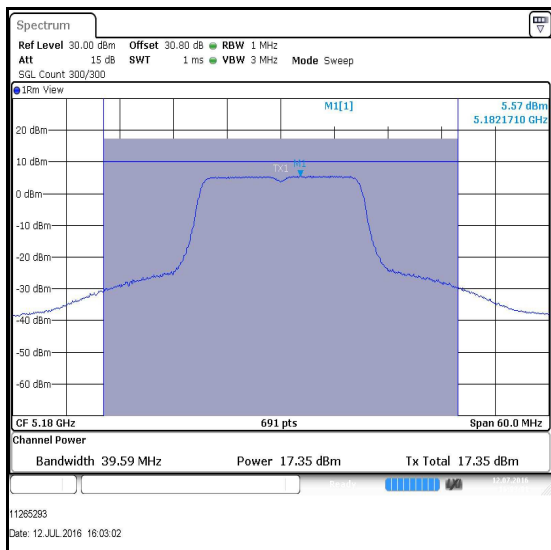 Spectrum
Ref Level 30.00 dBm Offset 30.80 dB RBW 1 MHz
Att 15 dB SWT 1 ms VBW 3 MHz Mode Sweep
SGL Count 300/300
1Rm View
M1[1] 5.57 dBm
5.1821710 GHz
20 dBm
10 dBm
TX1 M1
0 dBm
-10 dBm
-20 dBm
-30 dBm
-40 dBm
-50 dBm
-60 dBm
CF 5.18 GHz 691 pts Span 60.0 MHz
Channel Power
Bandwidth 39.59 MHz Power 17.35 dBm Tx Total 17.35 dBm
12.07.2016
11265293
Date: 12.JUL.2016 16:03:02